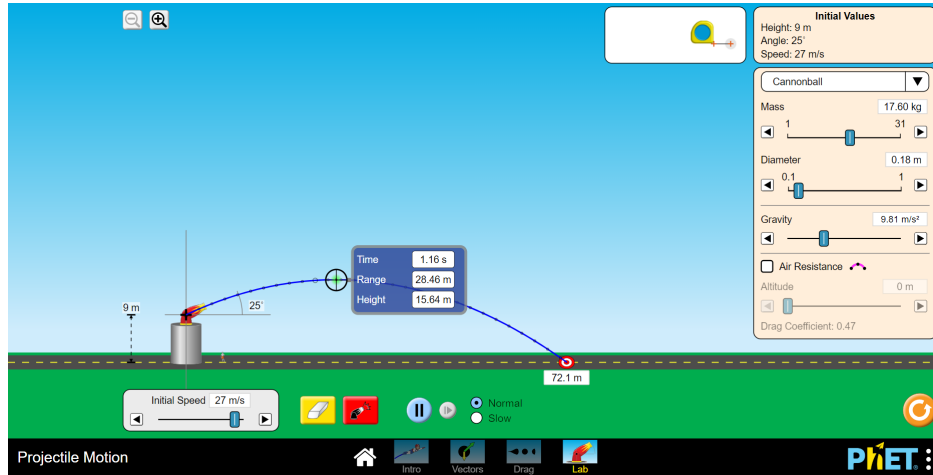 Initial Values
Height: 9 m
Angle: 25°
Speed: 27 m/s
Cannonball
Mass
17.60 kg
1
31
Diameter
0.18 m
0.1
1
Gravity
9.81 m/s²
Air Resistance
Altitude
0 m
Drag Coefficient: 0.47
Time
1.16 s
Range
28.46 m
Height
15.64 m
9 m
25°
72.1 m
Initial Speed
27 m/s
Normal
Slow
Projectile Motion
Intro
Vectors
Drag
Lab
PhET